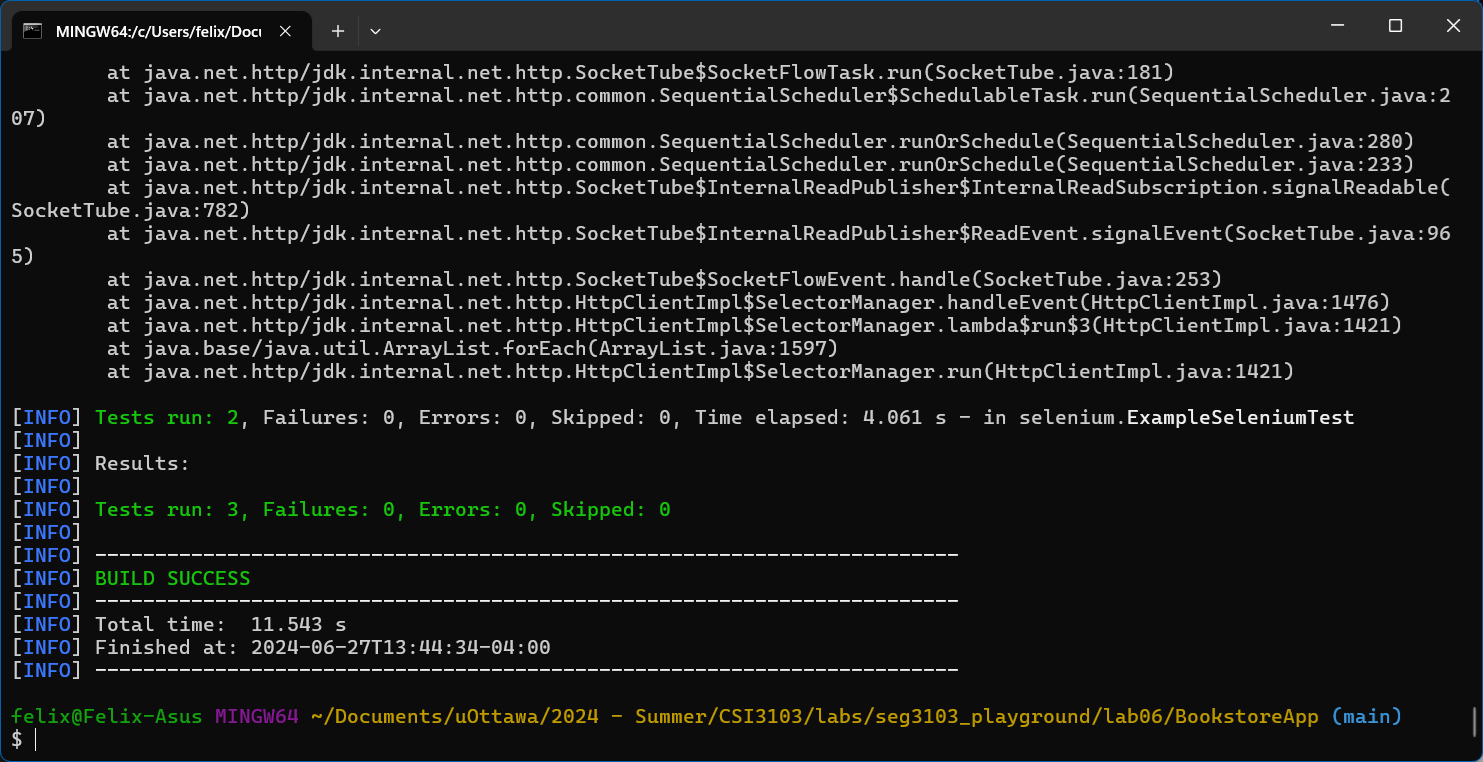 MINGW64:/c/Users/felix/Docu
        at java.net.http/jdk.internal.net.http.SocketTube$SocketFlowTask.run(SocketTube.java:181)
        at java.net.http/jdk.internal.net.http.common.SequentialScheduler$SchedulableTask.run(SequentialScheduler.java:2
07)
        at java.net.http/jdk.internal.net.http.common.SequentialScheduler.runOrSchedule(SequentialScheduler.java:280)
        at java.net.http/jdk.internal.net.http.common.SequentialScheduler.runOrSchedule(SequentialScheduler.java:233)
        at java.net.http/jdk.internal.net.http.SocketTube$InternalReadPublisher$InternalReadSubscription.signalReadable(
SocketTube.java:782)
        at java.net.http/jdk.internal.net.http.SocketTube$InternalReadPublisher$ReadEvent.signalEvent(SocketTube.java:96
5)
        at java.net.http/jdk.internal.net.http.SocketTube$SocketFlowEvent.handle(SocketTube.java:253)
        at java.net.http/jdk.internal.net.http.HttpClientImpl$SelectorManager.handleEvent(HttpClientImpl.java:1476)
        at java.net.http/jdk.internal.net.http.HttpClientImpl$SelectorManager.lambda$run$3(HttpClientImpl.java:1421)
        at java.base/java.util.ArrayList.forEach(ArrayList.java:1597)
        at java.net.http/jdk.internal.net.http.HttpClientImpl$SelectorManager.run(HttpClientImpl.java:1421)
[INFO] Tests run: 2, Failures: 0, Errors: 0, Skipped: 0, Time elapsed: 4.061 s - in selenium.ExampleSeleniumTest
[INFO]
[INFO] Results:
[INFO]
[INFO] Tests run: 3, Failures: 0, Errors: 0, Skipped: 0
[INFO]
[INFO] ------------------------------------------------------------------------
[INFO] BUILD SUCCESS
[INFO] ------------------------------------------------------------------------
[INFO] Total time:  11.543 s
[INFO] Finished at: 2024-06-27T13:44:34-04:00
[INFO] ------------------------------------------------------------------------
felix@Felix-Asus MINGW64 ~/Documents/uOttawa/2024 - Summer/CSI3103/labs/seg3103_playground/lab06/BookstoreApp (main)
$